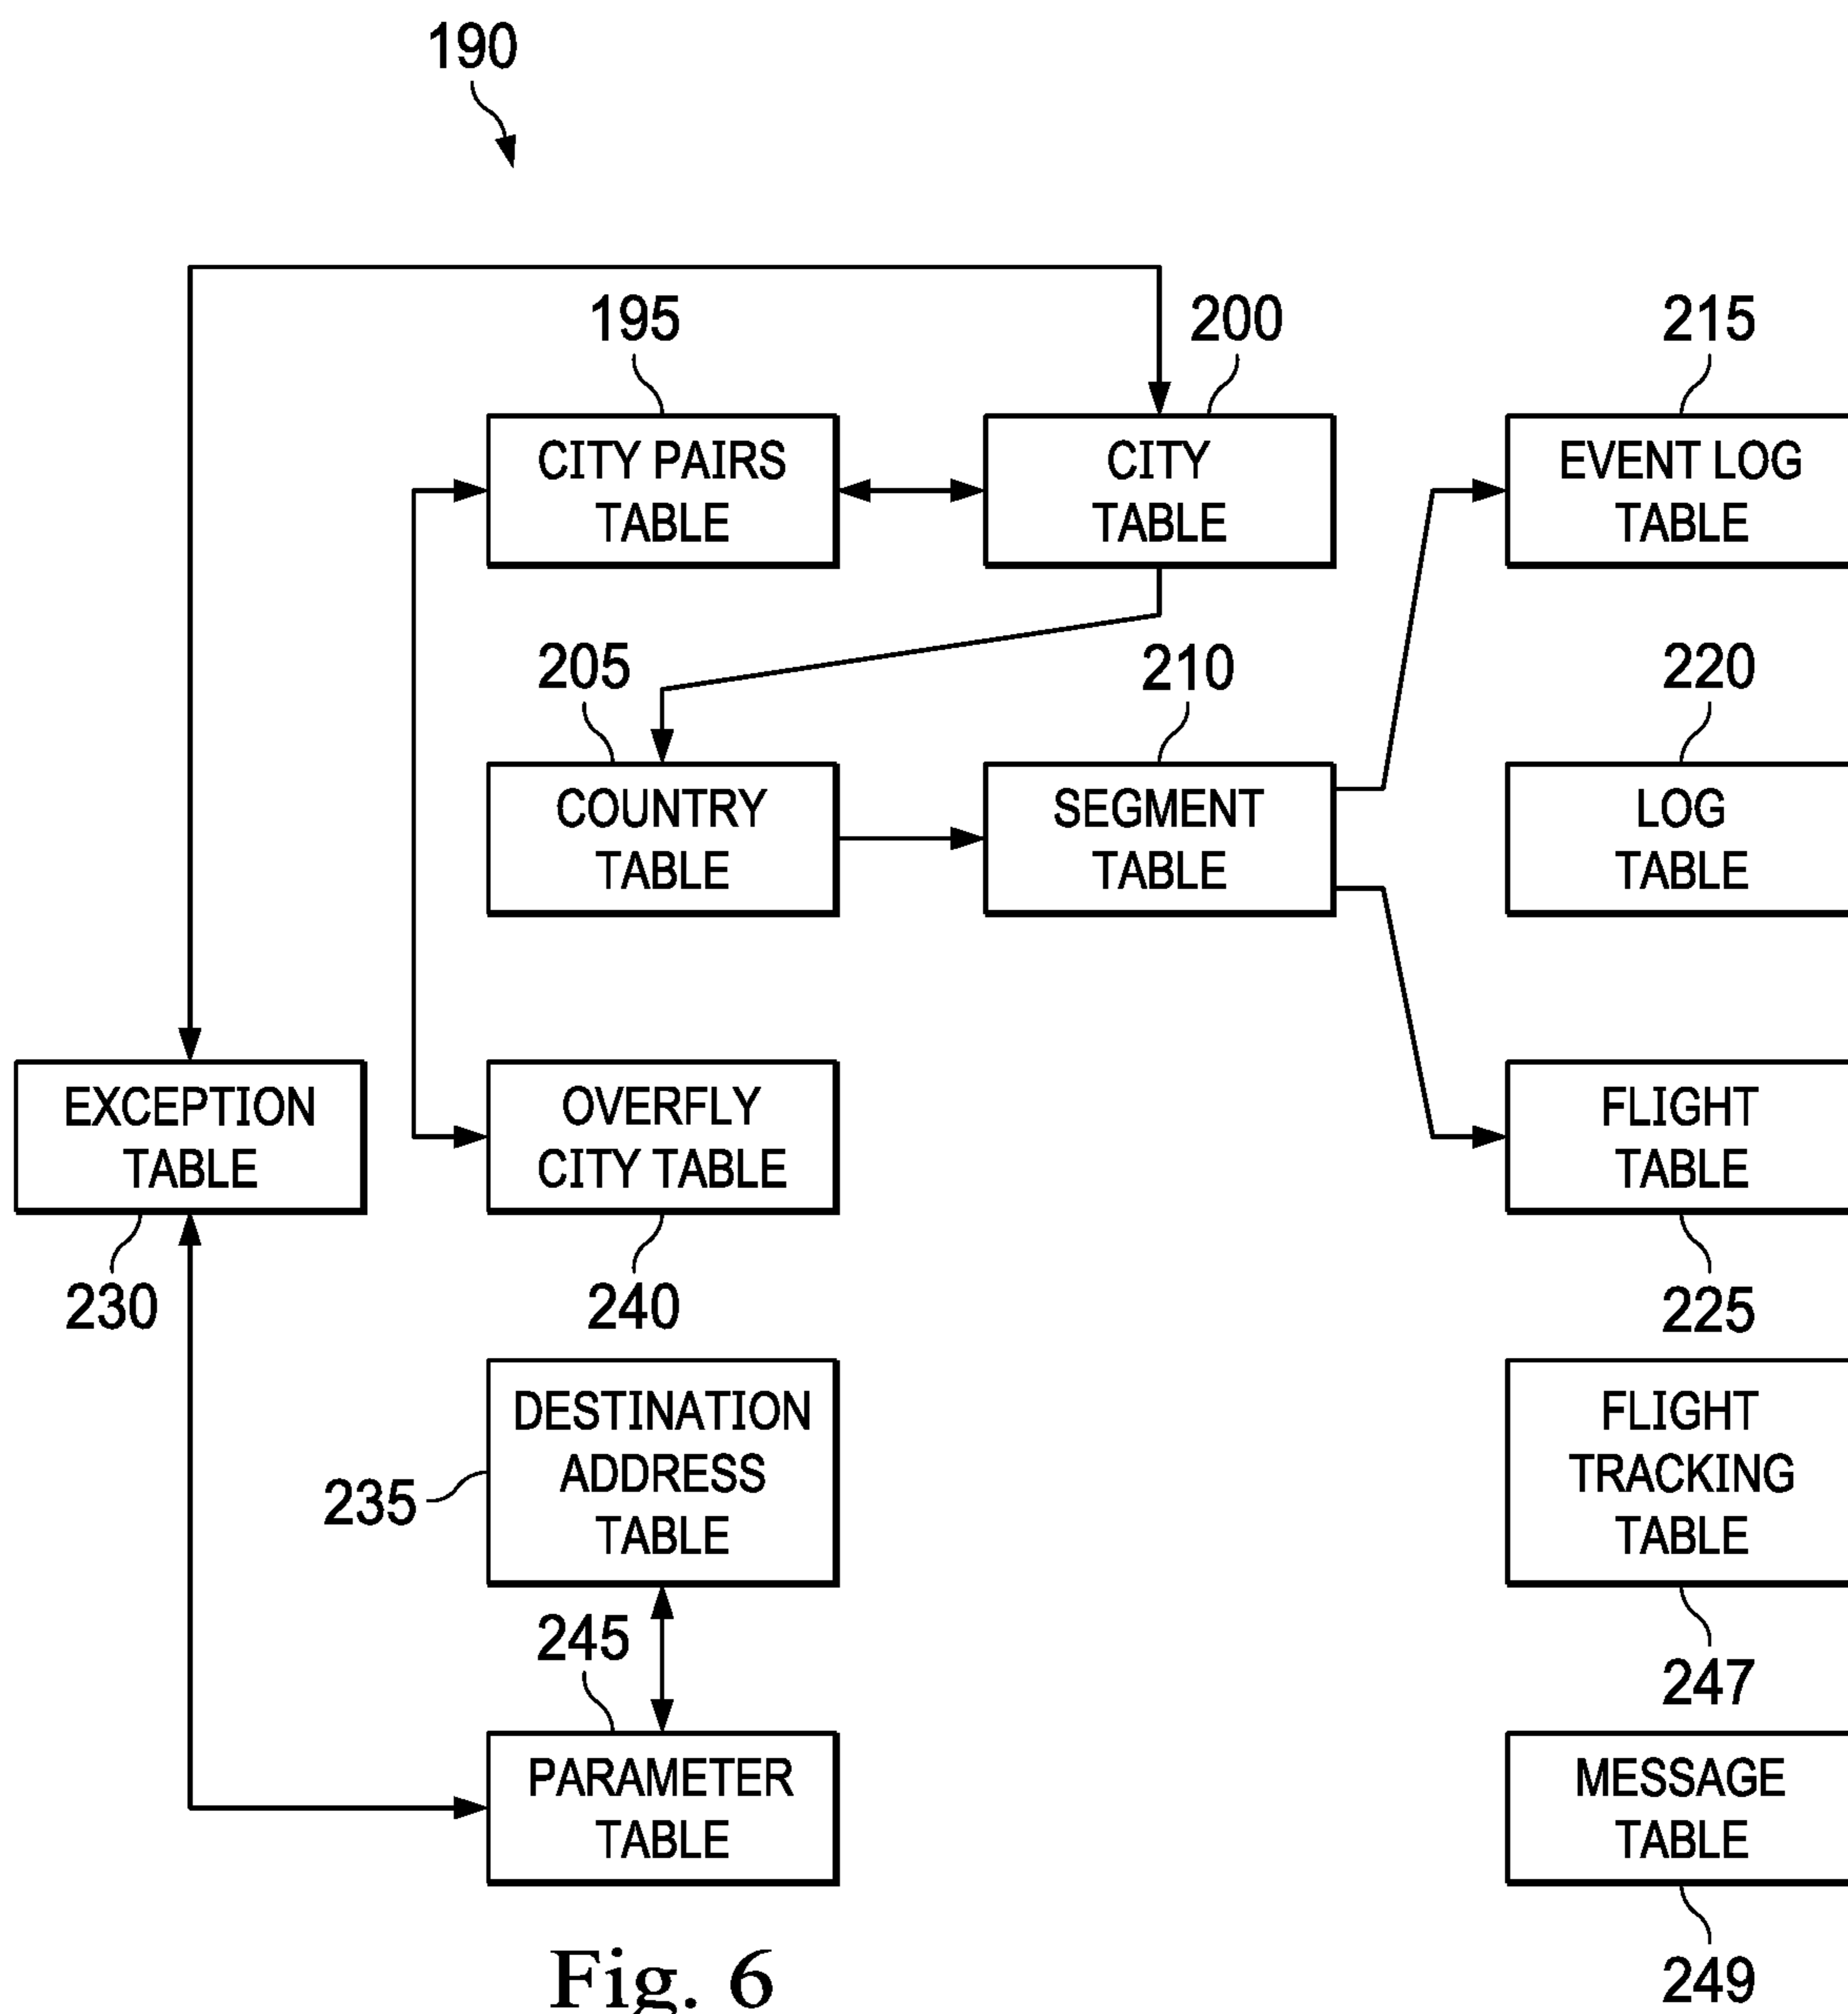 190
195
200
215
CITY PAIRS
TABLE
CITY
TABLE
EVENT LOG
TABLE
205
210
220
COUNTRY
TABLE
SEGMENT
TABLE
LOG
TABLE
EXCEPTION
TABLE
OVERFLY
CITY TABLE
FLIGHT
TABLE
230
240
225
DESTINATION
ADDRESS
TABLE
235
FLIGHT
TRACKING
TABLE
245
247
PARAMETER
TABLE
MESSAGE
TABLE
249
Fig. 6